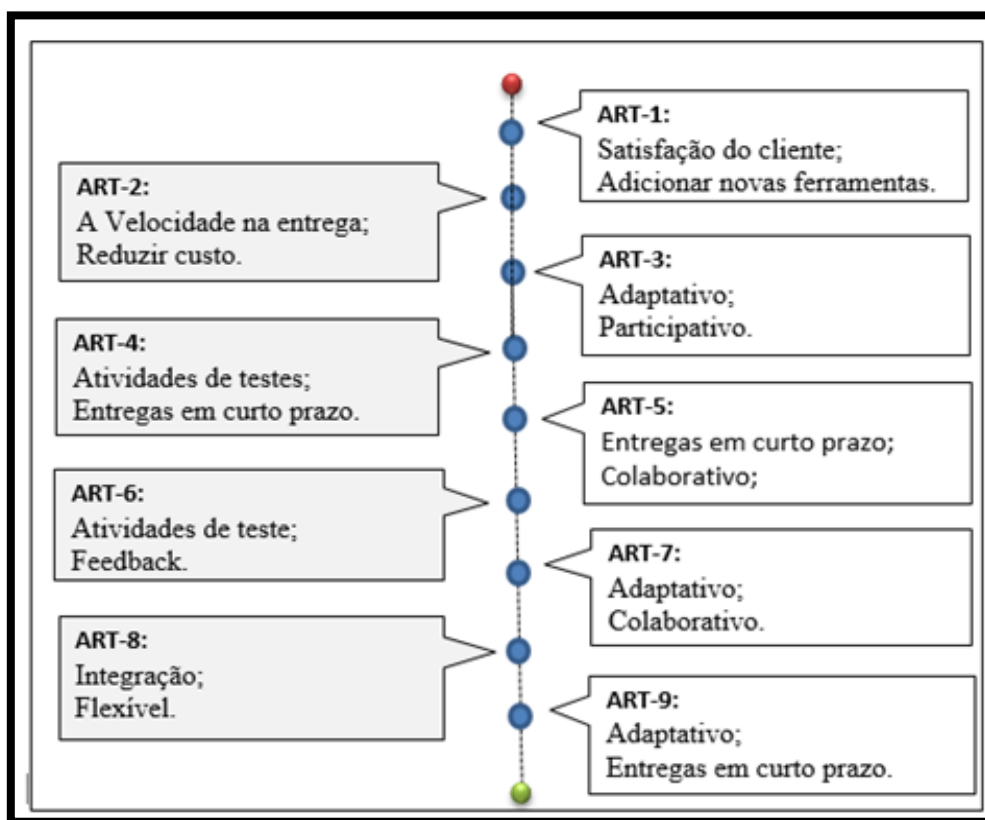 ART-1:
Satisfação do cliente;
Adicionar novas ferramentas.
ART-2:
A Velocidade na entrega;
Reduzir custo.
ART-3:
Adaptativo;
Participativo.
ART-4:
Atividades de testes;
Entregas em curto prazo.
ART-5:
Entregas em curto prazo;
Colaborativo;
ART-6:
Atividades de teste;
Feedback.
ART-7:
Adaptativo;
Colaborativo.
ART-8:
Integração;
Flexível.
ART-9:
Adaptativo;
Entregas em curto prazo.